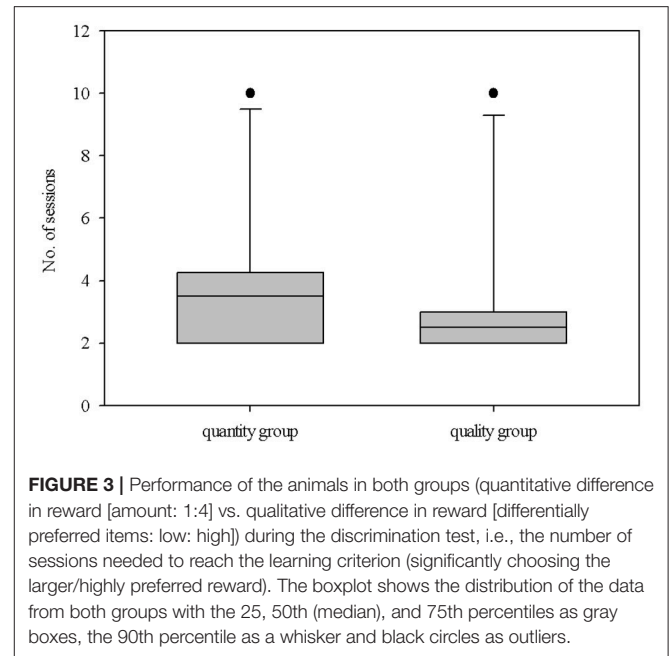 12
10
8
6
4
2
0
No. of sessions
quantity group
quality group
FIGURE 3 | Performance of the animals in both groups (quantitative difference
in reward [amount: 1:4] vs. qualitative difference in reward [differentially
preferred items: low: high]) during the discrimination test, i.e., the number of
sessions needed to reach the learning criterion (significantly choosing the
larger/highly preferred reward). The boxplot shows the distribution of the data
from both groups with the 25, 50th (median), and 75th percentiles as gray
boxes, the 90th percentile as a whisker and black circles as outliers.